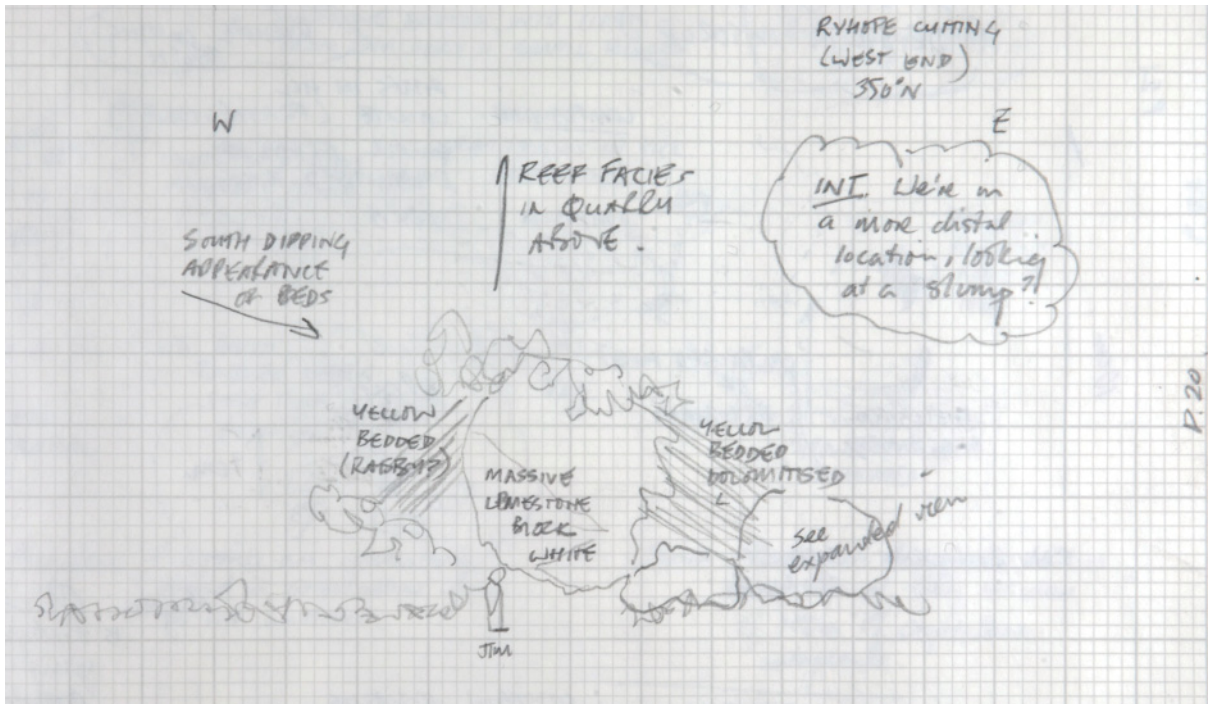 RYHOPE CUTTING
(WEST END)
350°N
W
E
REEF FACIES
IN QUARRY
ABOVE.
INT. We're in
a more distal
location, looking
at a slump?!
SOUTH DIPPING
APPEARANCE
OF BEDS
P. 20
YELLOW
BEDDED
YELLOW
BEDDED
DOLOMITISED
L
MASSIVE
LIMESTONE
BLOCK
WHITE
see
expanded view
JIM